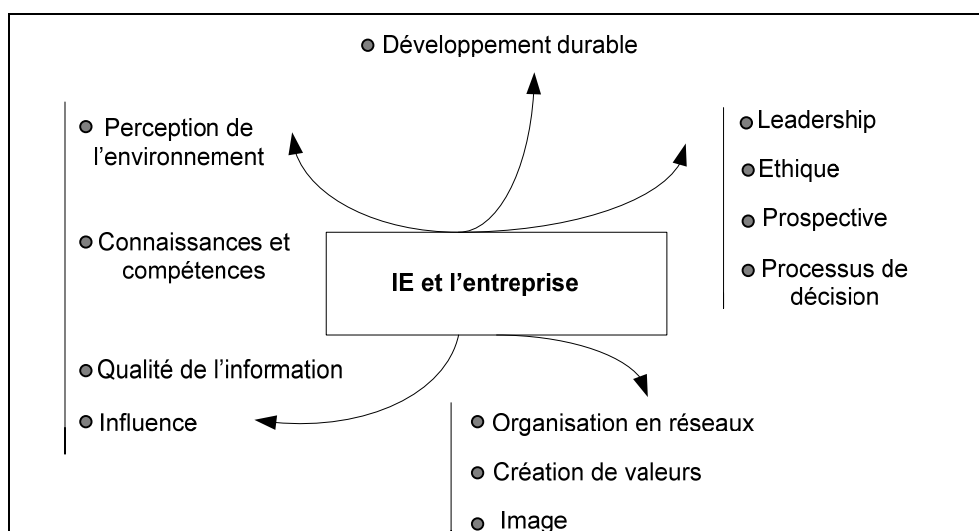 Développement durable
Perception de
l’environnement
Connaissances et
compétences
Qualité de l’information
Influence
IE et l’entreprise
Leadership
Ethique
Prospective
Processus de
décision
Organisation en réseaux
Création de valeurs
Image